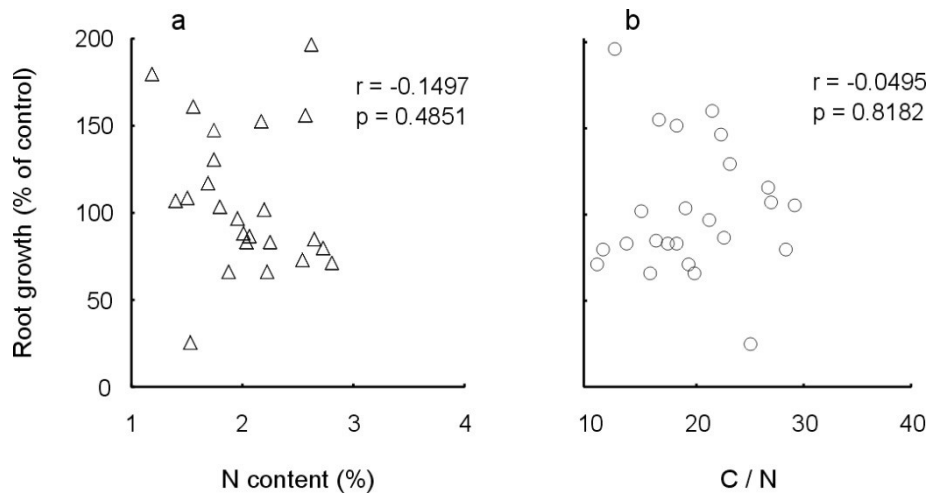 a
b
200
150
100
50
0
Root growth (% of control)
r = -0.1497
p = 0.4851
r = -0.0495
p = 0.8182
1 2 3 4
10 20 30 40
N content (%)
C / N